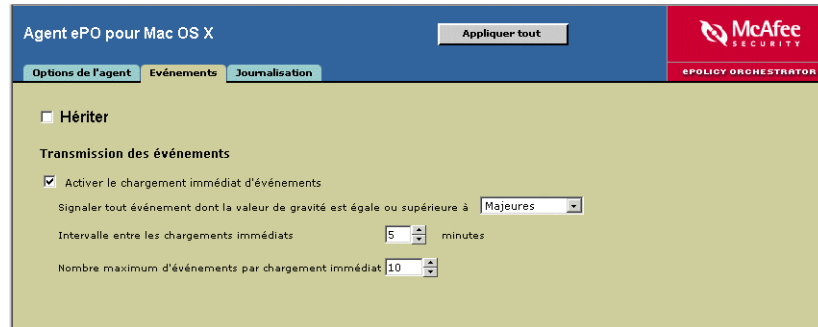 Agent ePO pour Mac OS X
Appliquer tout
McAfee
SECURITY
Options de l'agent
Evénements
Journalisation
ePOLICY ORCHESTRATOR
Hériter
Transmission des événements
Activer le chargement immédiat d'événements
Signaler tout événement dont la valeur de gravité est égale ou supérieure à Majeures
Intervalle entre les chargements immédiats 5 minutes
Nombre maximum d'événements par chargement immédiat 10